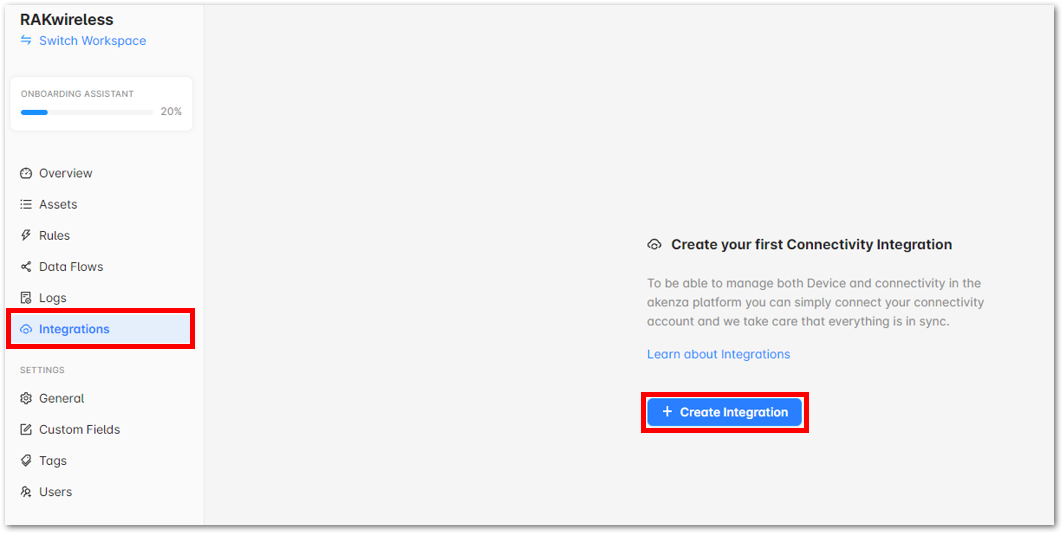 RAKwireless
Switch Workspace
ONBOARDING ASSISTANT
20%
Overview
Assets
Rules
Data Flows
Logs
Integrations
SETTINGS
General
Custom Fields
Tags
Users
Create your first Connectivity Integration
To be able to manage both Device and connectivity in the
akenza platform you can simply connect your connectivity
account and we take care that everything is in sync.
Learn about Integrations
+ Create Integration